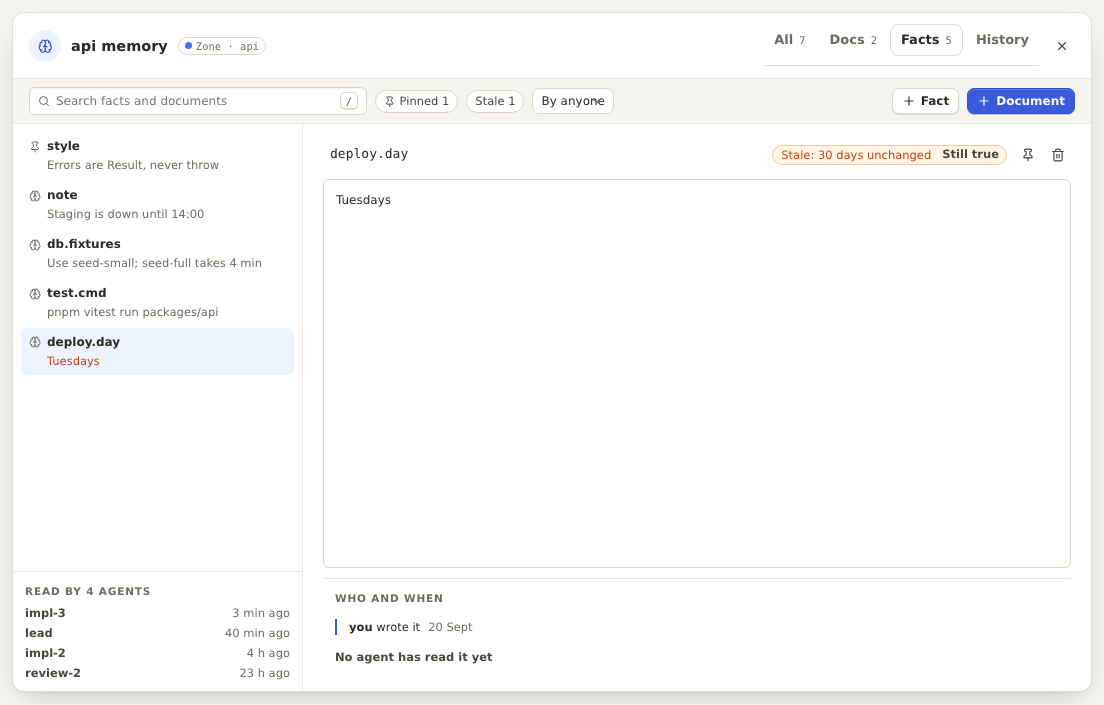 api memory
Zone · api
All 7
Docs 2
Facts 5
History
Search facts and documents
/
Pinned 1
Stale 1
By anyone
Fact
Document
style
Errors are Result, never throw
note
Staging is down until 14:00
db.fixtures
Use seed-small; seed-full takes 4 min
test.cmd
pnpm vitest run packages/api
deploy.day
Tuesdays
READ BY 4 AGENTS
impl-3 3 min ago
lead 40 min ago
impl-2 4 h ago
review-2 23 h ago
deploy.day
Stale: 30 days unchanged Still true
Tuesdays
WHO AND WHEN
you wrote it 20 Sept
No agent has read it yet